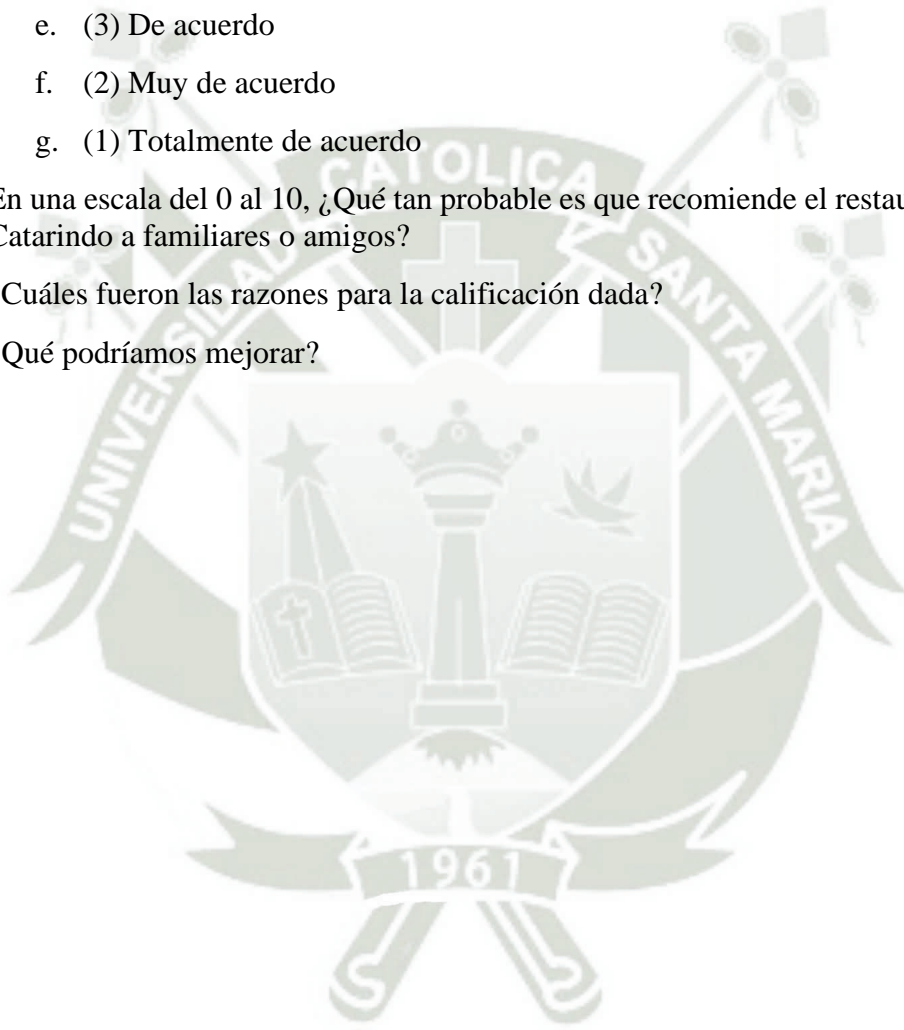 e. (3) De acuerdo
f. (2) Muy de acuerdo
g. (1) Totalmente de acuerdo
En una escala del 0 al 10, ¿Qué tan probable es que recomiende el restau
Catarindo a familiares o amigos?
Cuáles fueron las razones para la calificación dada?
Qué podríamos mejorar?
UNIVERSIDAD CATOLICA SANTA MARIA
1961